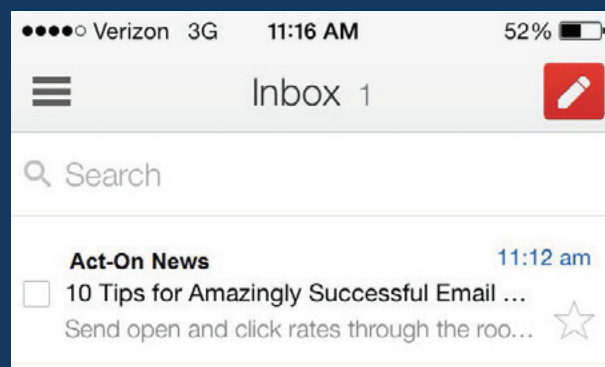 Verizon 3G 11:16 AM 52%
Inbox 1
Search
Act-On News 11:12 am
10 Tips for Amazingly Successful Email ...
Send open and click rates through the roo...